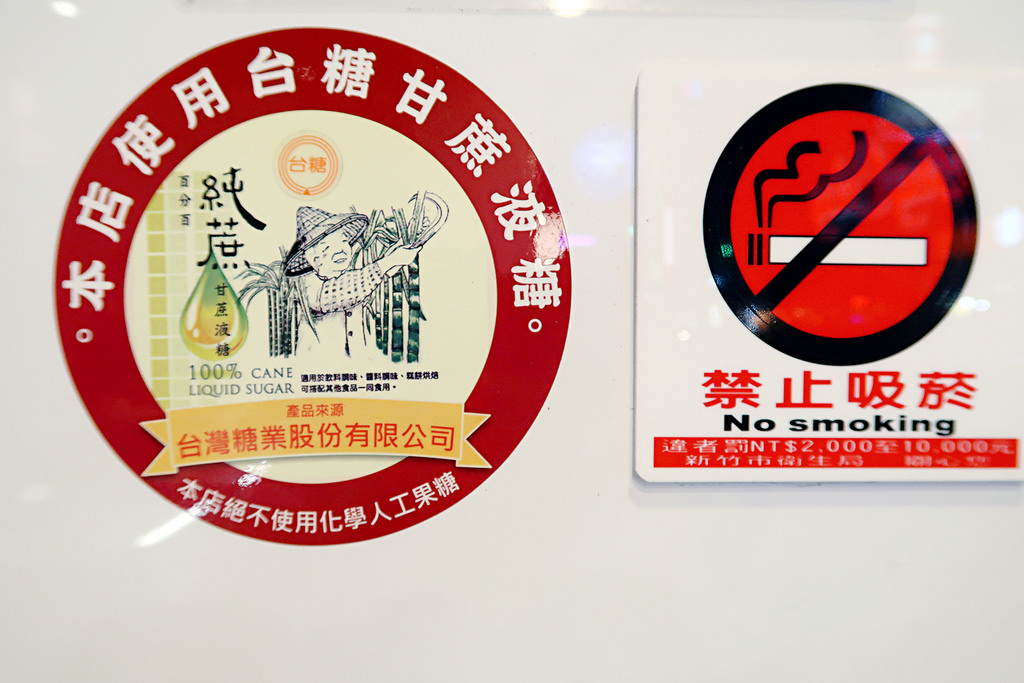 。本店使用台糖甘蔗液糖。
台糖
百分百
純蔗
甘蔗液糖
100% CANE
LIQUID SUGAR
適用於飲料調味、醬料調味、糕餅烘焙
可搭配其他食品一同食用。
產品來源
台灣糖業股份有限公司
本店絕不使用化學人工果糖
禁止吸菸
No smoking
違者罰NT$2,000至10,000元
新竹市衛生局 關心您